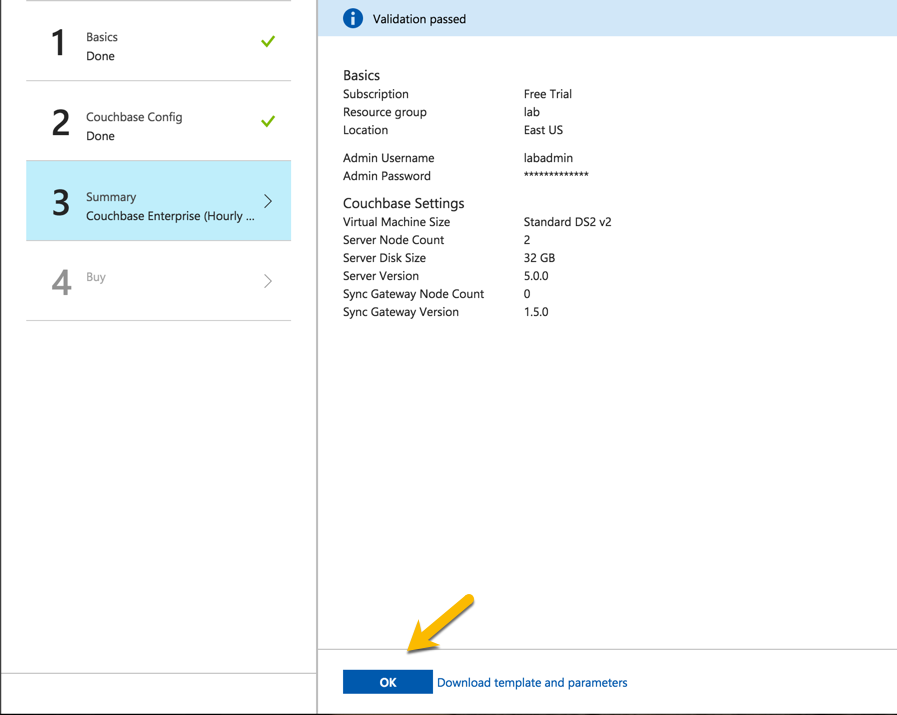 1
Basics
Done
2
Couchbase Config
Done
3
Summary
Couchbase Enterprise (Hourly ...
4
Buy
Validation passed
Basics
Subscription Free Trial
Resource group lab
Location East US
Admin Username labadmin
Admin Password *************
Couchbase Settings
Virtual Machine Size Standard DS2 v2
Server Node Count 2
Server Disk Size 32 GB
Server Version 5.0.0
Sync Gateway Node Count 0
Sync Gateway Version 1.5.0
OK Download template and parameters